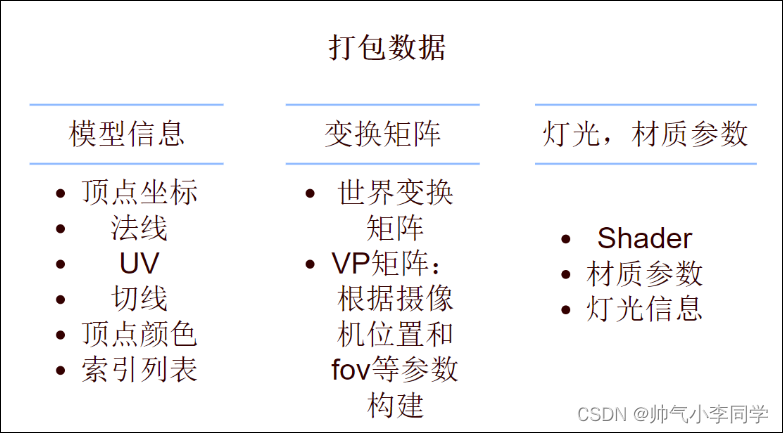 打包数据
模型信息
顶点坐标
法线
UV
切线
顶点颜色
索引列表
变换矩阵
世界变换
矩阵
VP矩阵：
根据摄像
机位置和
fov等参数
构建
灯光，材质参数
Shader
材质参数
灯光信息
CSDN @帅气小李同学